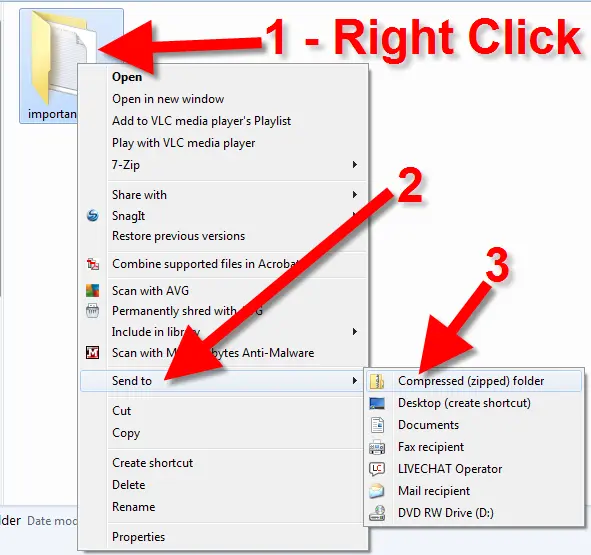 1 - Right Click
importan
Open
Open in new window
Add to VLC media player's Playlist
Play with VLC media player
7-Zip
2
Share with
SnagIt
Restore previous versions
3
Combine supported files in Acrobat
Scan with AVG
Permanently shred with AVG
Include in library
Scan with Malwarebytes Anti-Malware
Send to
Compressed (zipped) folder
Cut
Desktop (create shortcut)
Copy
Documents
Fax recipient
Create shortcut
LIVECHAT Operator
Delete
Mail recipient
Rename
DVD RW Drive (D:)
lder Date mod
Properties